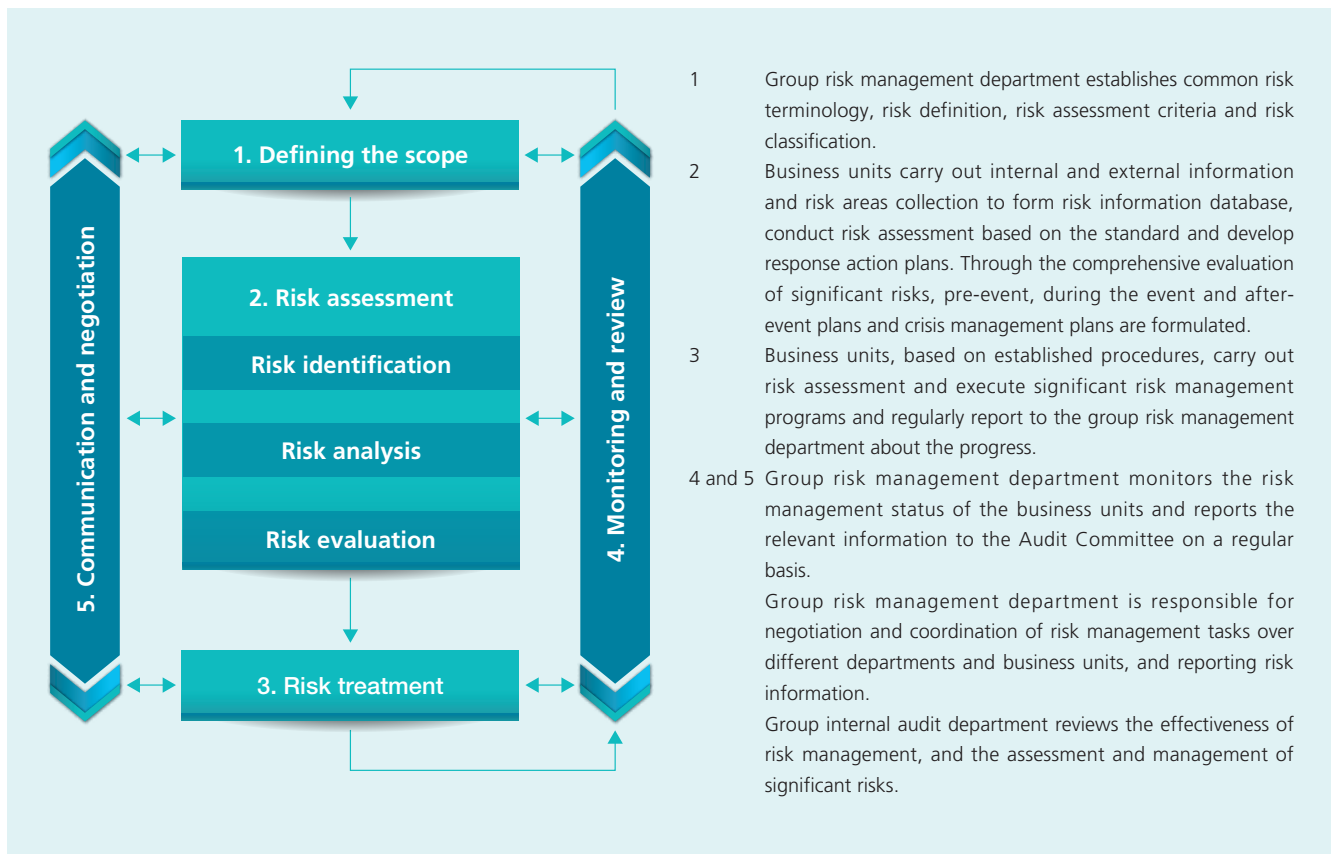 1. Defining the scope
2. Risk assessment
Risk identification
Risk analysis
Risk evaluation
3. Risk treatment
5. Communication and negotiation
4. Monitoring and review
1 Group risk management department establishes common risk
terminology, risk definition, risk assessment criteria and risk
classification.
2 Business units carry out internal and external information
and risk areas collection to form risk information database,
conduct risk assessment based on the standard and develop
response action plans. Through the comprehensive evaluation
of significant risks, pre-event, during the event and after-
event plans and crisis management plans are formulated.
3 Business units, based on established procedures, carry out
risk assessment and execute significant risk management
programs and regularly report to the group risk management
department about the progress.
4 and 5 Group risk management department monitors the risk
management status of the business units and reports the
relevant information to the Audit Committee on a regular
basis.
Group risk management department is responsible for
negotiation and coordination of risk management tasks over
different departments and business units, and reporting risk
information.
Group internal audit department reviews the effectiveness of
risk management, and the assessment and management of
significant risks.